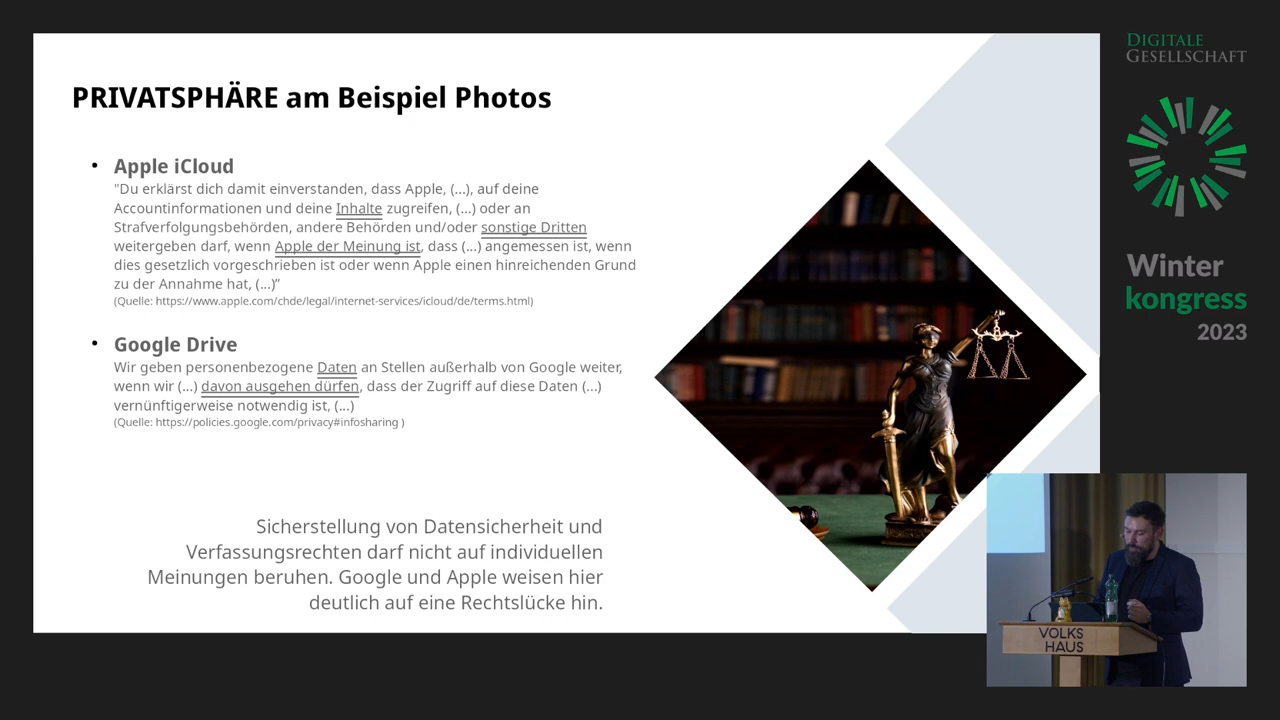 PRIVATSPHÄRE am Beispiel Photos
• Apple iCloud
"Du erklärst dich damit einverstanden, dass Apple, (...), auf deine
Accountinformationen und deine Inhalte zugreifen, (...) oder an
Strafverfolgungsbehörden, andere Behörden und/oder sonstige Dritten
weitergeben darf, wenn Apple der Meinung ist, dass (...) angemessen ist, wenn
dies gesetzlich vorgeschrieben ist oder wenn Apple einen hinreichenden Grund
zu der Annahme hat, (...)”
(Quelle: https://www.apple.com/chde/legal/internet-services/icloud/de/terms.html)
• Google Drive
Wir geben personenbezogene Daten an Stellen außerhalb von Google weiter,
wenn wir (...) davon ausgehen dürfen, dass der Zugriff auf diese Daten (...)
vernünftigerweise notwendig ist, (...)
(Quelle: https://policies.google.com/privacy#infosharing )
Sicherstellung von Datensicherheit und
Verfassungsrechten darf nicht auf individuellen
Meinungen beruhen. Google und Apple weisen hier
deutlich auf eine Rechtslücke hin.
DIGITALE
GESELLSCHAFT
Winter
kongress
2023
VOLKS
HAUS